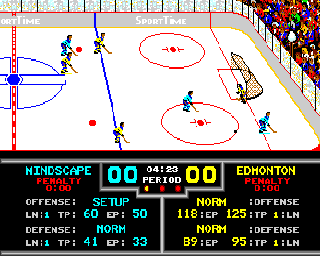 ORTTIME SPORTTIME
MINDSCAPE 00 04:23 00 EDMONTON
PENALTY PERIOD PENALTY
0:00 0:00
OFFENSE: SETUP NORM :OFFENSE
LN:1 TP: 60 EP: 50 118:EP 125:TP 1:LN
DEFENSE: NORM NORM :DEFENSE
LN:1 TP: 41 EP: 33 89:EP 95:TP 1:LN